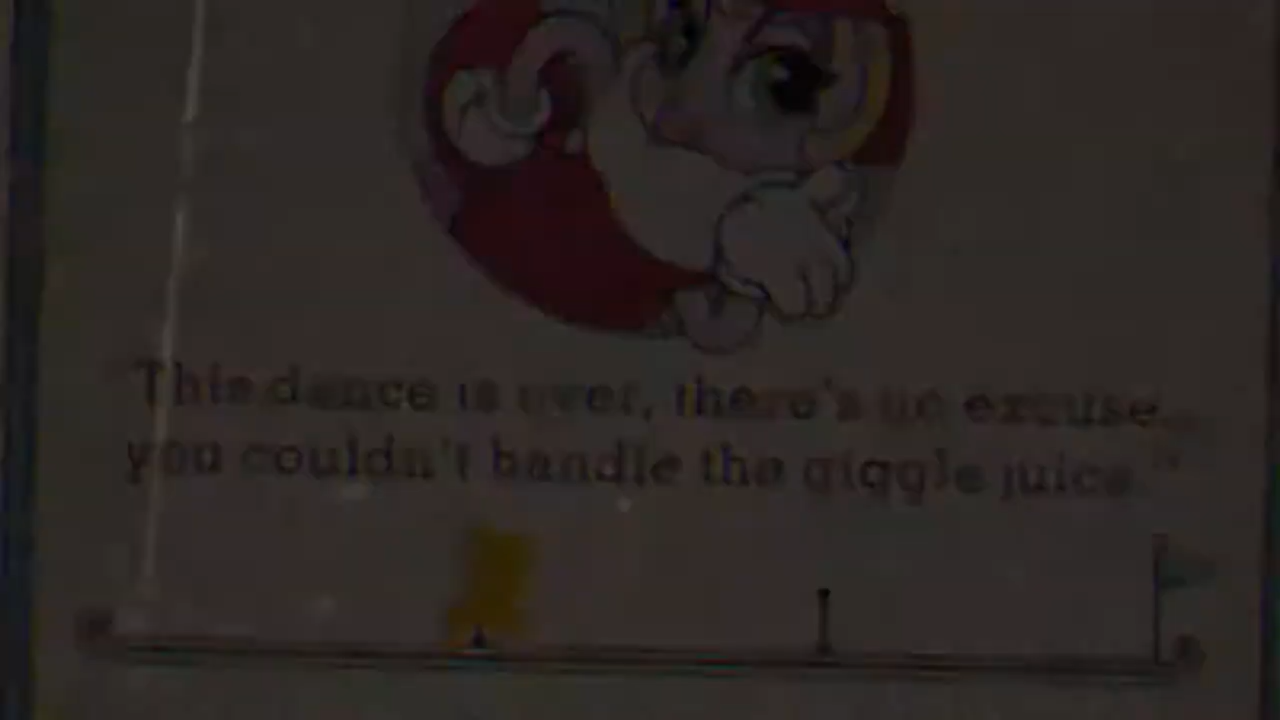 "This dance is over, there's no excuse...
you couldn't handle the giggle juice."